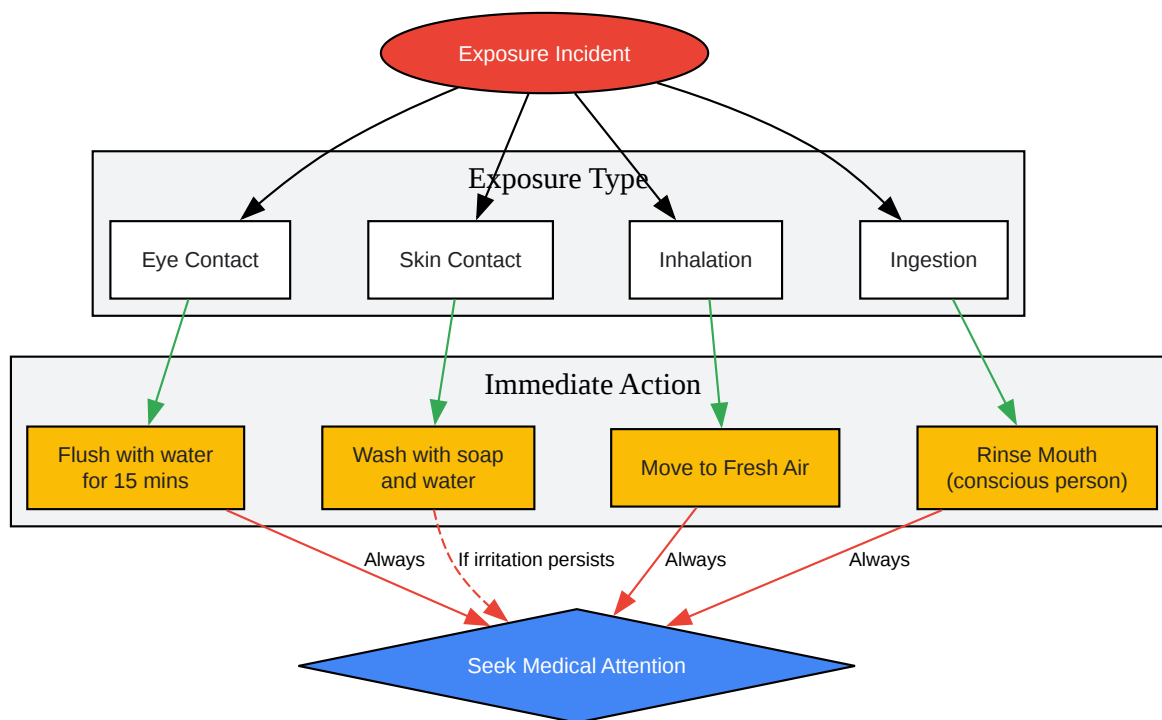 Exposure Incident
Exposure Type
Eye Contact
Skin Contact
Inhalation
Ingestion
Immediate Action
Flush with water
for 15 mins
Wash with soap
and water
Move to Fresh Air
Rinse Mouth
(conscious person)
Always
If irritation persists
Always
Always
Seek Medical Attention